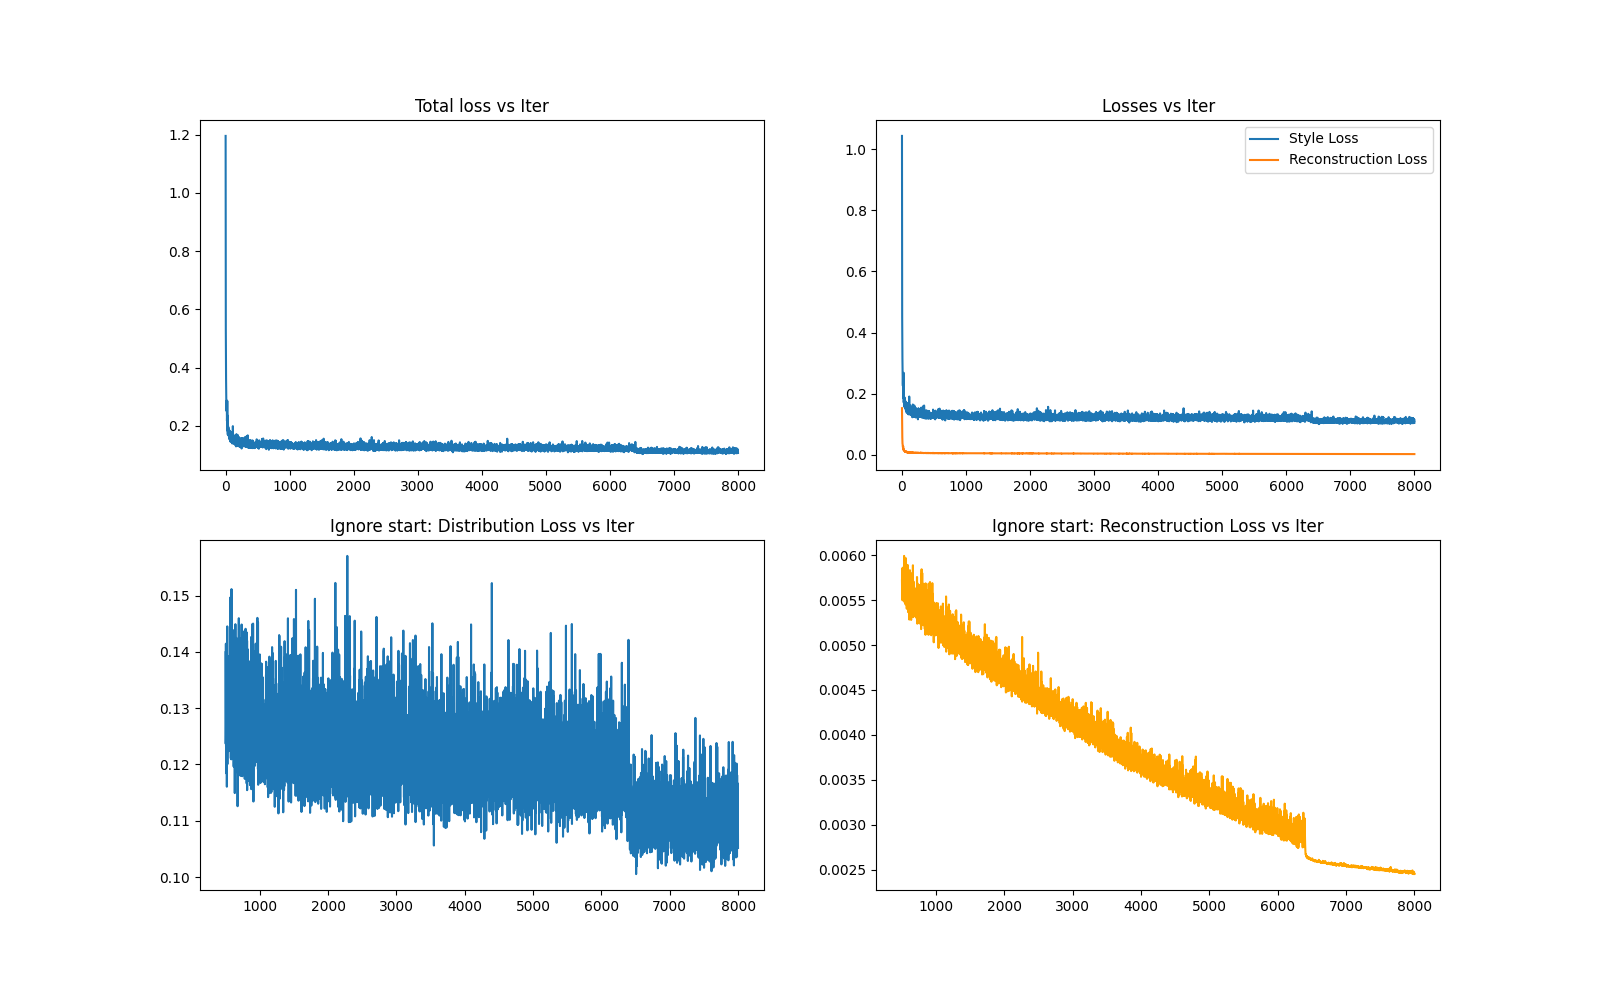 Total loss vs Iter
1.2
1.0
0.8
0.6
0.4
0.2
0 1000 2000 3000 4000 5000 6000 7000 8000
Losses vs Iter
Style Loss
Reconstruction Loss
1.0
0.8
0.6
0.4
0.2
0.0
0 1000 2000 3000 4000 5000 6000 7000 8000
Ignore start: Distribution Loss vs Iter
0.15
0.14
0.13
0.12
0.11
0.10
1000 2000 3000 4000 5000 6000 7000 8000
Ignore start: Reconstruction Loss vs Iter
0.0060
0.0055
0.0050
0.0045
0.0040
0.0035
0.0030
0.0025
1000 2000 3000 4000 5000 6000 7000 8000